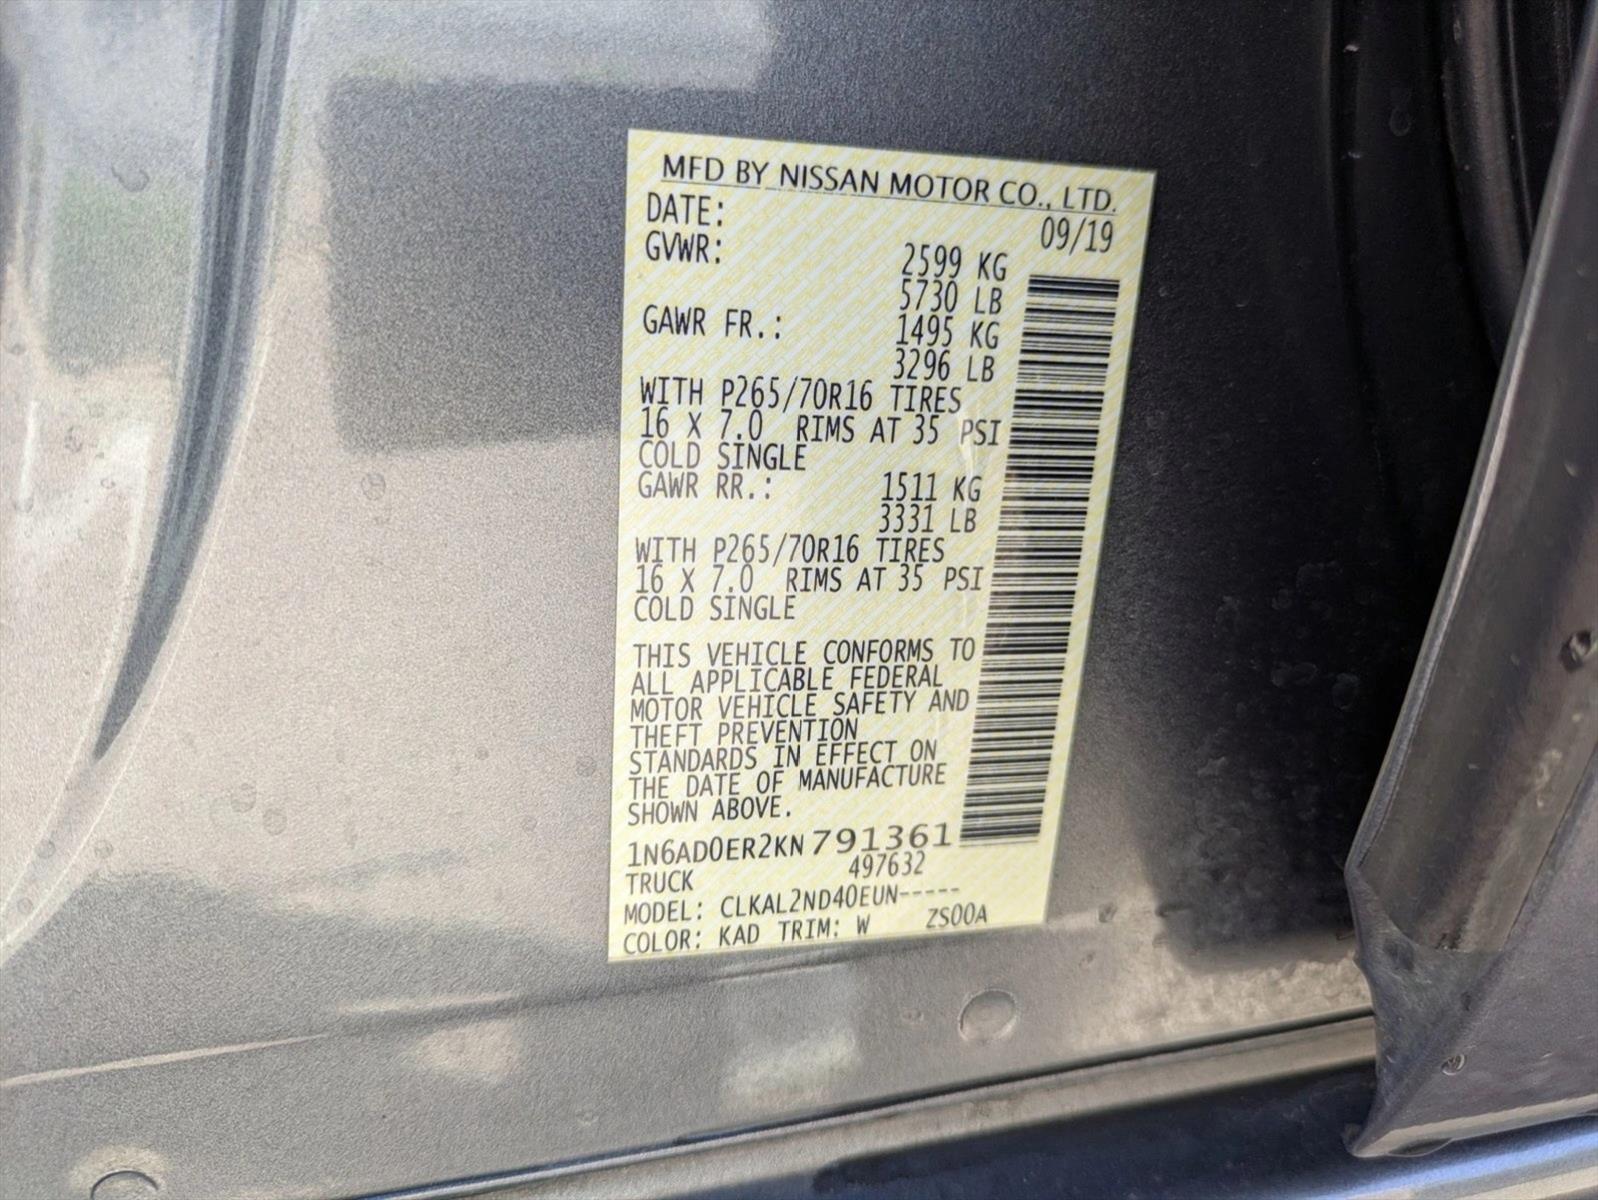 MFD BY NISSAN MOTOR CO., LTD.
DATE: 09/19
GVWR: 2599 KG
5730 LB
GAWR FR.: 1495 KG
3296 LB
WITH P265/70R16 TIRES
16 X 7.0 RIMS AT 35 PSI
COLD SINGLE
GAWR RR.: 1511 KG
3331 LB
WITH P265/70R16 TIRES
16 X 7.0 RIMS AT 35 PSI
COLD SINGLE
THIS VEHICLE CONFORMS TO
ALL APPLICABLE FEDERAL
MOTOR VEHICLE SAFETY AND
THEFT PREVENTION
STANDARDS IN EFFECT ON
THE DATE OF MANUFACTURE
SHOWN ABOVE.
1N6AD0ER2KN791361
TRUCK 497632
MODEL: CLKAL2ND40EUN-----
COLOR: KAD TRIM: W ZS00A